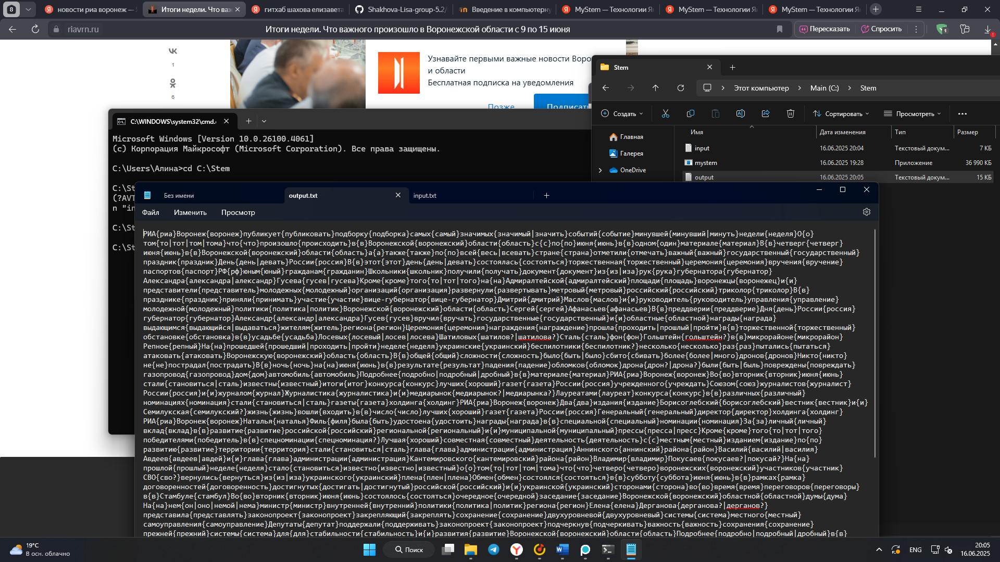 8
новости риа воронеж —
Итоги недели. Что ва
гитхаб шахова елизавета
Shakhova-Lisa-group-5.2/
Введение в компьютерну
MyStem — Технологии Я
MyStem — Технологии Я
MyStem — Технологии Я
riavrn.ru
Итоги недели. Что важного произошло в Воронежской области с 9 по 15 июня
Пересказать
Спросить
1
1
6
Узнавайте первыми важные новости Воро
и области
Бесплатная подписка на уведомления
Позже
Подписат
Stem
Этот компьютер > Main (C:) > Stem
Создать
Сортировать
Просмотреть
Имя Дата изменения Тип Размер
Главная
Галерея
OneDrive
input 16.06.2025 20:04 Текстовый докум... 7 КБ
mystem 16.06.2025 19:28 Приложение 36 990 КБ
output 16.06.2025 20:05 Текстовый докум... 15 КБ
C:\WINDOWS\system32\cmd.
Microsoft Windows [Version 10.0.26100.4061]
(c) Корпорация Майкрософт (Microsoft Corporation). Все права защищены.
C:\Users\Алина>cd C:\Stem
C:\St
(?AVT
n "in
C:\St
C:\St
Без имени
output.txt
input.txt
Файл Изменить Просмотр
РИА{риа}Воронеж{воронеж}публикует{публиковать}подборку{подборка}самых{самый}значимых{значимый|значить}событий{событие}минувшей{минувший|минуть}недели{неделя}О{о}
том{то|тот|том|тома}что{что}произошло{происходить}в{в}Воронежской{воронежский}области{область}с{с}по{по}июня{июнь}в{в}одном{один}материале{материал}В{в}четверг{четверг}
июня{июнь}в{в}Воронежской{воронежский}области{область}а{а}также{также}по{по}всей{весь|всевать}стране{страна}отметили{отмечать}важный{важный}государственный{государственный}
праздник{праздник}День{день|девать}России{россия}В{в}этот{этот}день{день|девать}состоялась{состояться}торжественная{торжественный}церемония{церемония}вручения{вручение}
паспортов{паспорт}РФ{рф}юным{юный}гражданам{гражданин}Школьники{школьник}получили{получать}документ{документ}из{из|иза}рук{рука}губернатора{губернатор}
Александра{александра|александр}Гусева{гусев|гусева}Кроме{кроме}того{то|тот|того}на{на}Адмиралтейской{адмиралтейский}площади{площадь}воронежцы{воронежец}и{и}
представители{представитель}молодежных{молодежный}организаций{организация}развернули{развертывать}метровый{метровый}российский{российский}триколор{триколор}В{в}
празднике{праздник}приняли{принимать}участие{участие}вице-губернатор{вице-губернатор}Дмитрий{дмитрий}Маслов{маслов}и{и}руководитель{руководитель}управления{управление}
молодежной{молодежный}политики{политика|политик}Воронежской{воронежский}области{область}Сергей{сергей}Афанасьев{афанасьев}В{в}преддверии{преддверие}Дня{день}России{россия}
губернатор{губернатор}Александр{александр|александра}Гусев{гусев}вручил{вручать}государственные{государственный}и{и}областные{областной}награды{награда}
выдающимся{выдающийся|выдаваться}жителям{житель}региона{регион}Церемония{церемония}награждения{награждение}прошла{проходить|прошлый|пройти}в{в}торжественной{торжественный}
обстановке{обстановка}в{в}усадьбе{усадьба}Лосевых{лосевый|лосев|лосева}Шатиловых{шатилов?|шатилова?}Сталь{сталь}фон{фон}Гольштейн{гольштейн?}в{в}микрорайоне{микрорайон}
Репное{репный}На{на}прошедшей{прошедший|проходить|пройти}неделе{неделя}украинские{украинский}беспилотники{беспилотник?}несколько{несколько}раз{раз}пытались{пытаться}
атаковать{атаковать}Воронежскую{воронежский}область{область}В{в}общей{общий}сложности{сложность}было{быть|было}сбито{сбивать}более{более|много}дронов{дронов}Никто{никто}
не{не}пострадал{пострадать}В{в}ночь{ночь}на{на}июня{июнь}в{в}результате{результат}падения{падение}обломков{обломок}дрона{дрон?|дрона?}были{быть|быль}повреждены{повреждать}
газопровод{газопровод}дом{дом}автомобиль{автомобиль}Подробнее{подробно|подробный|дробный}в{в}материале{материал}РИА{риа}Воронеж{воронеж}Во{во}вторник{вторник}июня{июнь}
стали{становиться|сталь}известны{известный}итоги{итог}конкурса{конкурс}лучших{хороший}газет{газета}России{россия}учрежденного{учреждать}Союзом{союз}журналистов{журналист}
России{россия}и{и}журналом{журнал}Журналистика{журналистика}и{и}медиарынок{медиарынок?|медиарынка?}Лауреатами{лауреат}конкурса{конкурс}в{в}различных{различный}
номинациях{номинация}стали{становиться|сталь}газеты{газета}холдинга{холдинг}РИА{риа}Воронеж{воронеж}Два{два}издания{издание}Борисоглебский{борисоглебский}вестник{вестник}и{и}
Семилукская{семилукский?}жизнь{жизнь}вошли{входить}в{в}число{число}лучших{хороший}газет{газета}России{россия}Генеральный{генеральный}директор{директор}холдинга{холдинг}
РИА{риа}Воронеж{воронеж}Наталья{наталья}Филь{филя}была{быть}удостоена{удостоить}награды{награда}в{в}специальной{специальный}номинации{номинация}За{за}личный{личный}
вклад{вклад}в{в}развитие{развитие}российской{российский}региональной{региональный}и{и}муниципальной{муниципальный}прессы{пресса|пресс}Кроме{кроме}того{то|тот|того}
победителями{победитель}в{в}спецноминации{спецноминация?}Лучшая{хороший}совместная{совместный}деятельность{деятельность}с{с}местным{местный}изданием{издание}по{по}
развитию{развитие}территории{территория}стали{становиться|сталь}глава{глава}администрации{администрация}Аннинского{аннинский}района{район}Василий{василий|василия}
Авдеев{авдеев|авдей}и{и}глава{глава}администрации{администрация}Кантемировского{кантемировский}района{район}Владимир{владимир}Покусаев{покусаев?|покусай?}На{на}
прошлой{прошлый}неделе{неделя}стало{становиться}известно{известно|известный}о{о}том{то|тот|том|тома}что{что}четверо{четверо}воронежских{воронежский}участников{участник}
СВО{сво?}вернулись{вернуться}из{из|иза}украинского{украинский}плена{плен|плена}Обмен{обмен}состоялся{состояться}в{в}субботу{суббота}июня{июнь}в{в}рамках{рамка}
договоренностей{договоренность}достигнутых{достигать|достигнутый}российской{российский}и{и}украинской{украинский}сторонами{сторона}во{во}время{время}переговоров{переговоры}
в{в}Стамбуле{стамбул}Во{во}вторник{вторник}июня{июнь}состоялось{состояться}очередное{очередной}заседание{заседание}Воронежской{воронежский}областной{областной}думы{дума}
На{на}нем{он|оно|немой|нема}министр{министр}внутренней{внутренний}политики{политика|политик}региона{регион}Елена{елена}Дерганова{дерганова?|дерганов?}
представила{представлять}законопроект{законопроект}закрепляющий{закреплять}сохранение{сохранение}двухуровневой{двухуровневый}системы{система}местного{местный}
самоуправления{самоуправление}Депутаты{депутат}поддержали{поддерживать}законопроект{законопроект}подчеркнув{подчеркивать}важность{важность}сохранения{сохранение}
прежней{прежний}системы{система}для{для}стабильности{стабильность}и{и}развития{развитие}Воронежской{воронежский}области{область}Подробнее{подробно|подробный|дробный}в{в}
19°C
В осн. облачно
Поиск
ENG
20:05
16.06.2025